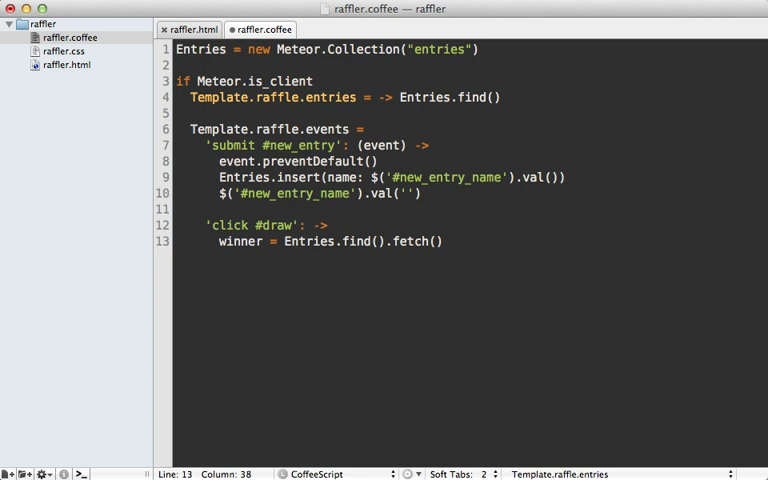 raffler.coffee — raffler
raffler
raffler.coffee
raffler.css
raffler.html
raffler.html
raffler.coffee
1 Entries = new Meteor.Collection("entries")
2
3 if Meteor.is_client
4 Template.raffle.entries = -> Entries.find()
5
6 Template.raffle.events =
7 'submit #new_entry': (event) ->
8 event.preventDefault()
9 Entries.insert(name: $('#new_entry_name').val())
10 $('#new_entry_name').val('')
11
12 'click #draw': ->
13 winner = Entries.find().fetch()
Line: 13 Column: 38 CoffeeScript Soft Tabs: 2 Template.raffle.entries